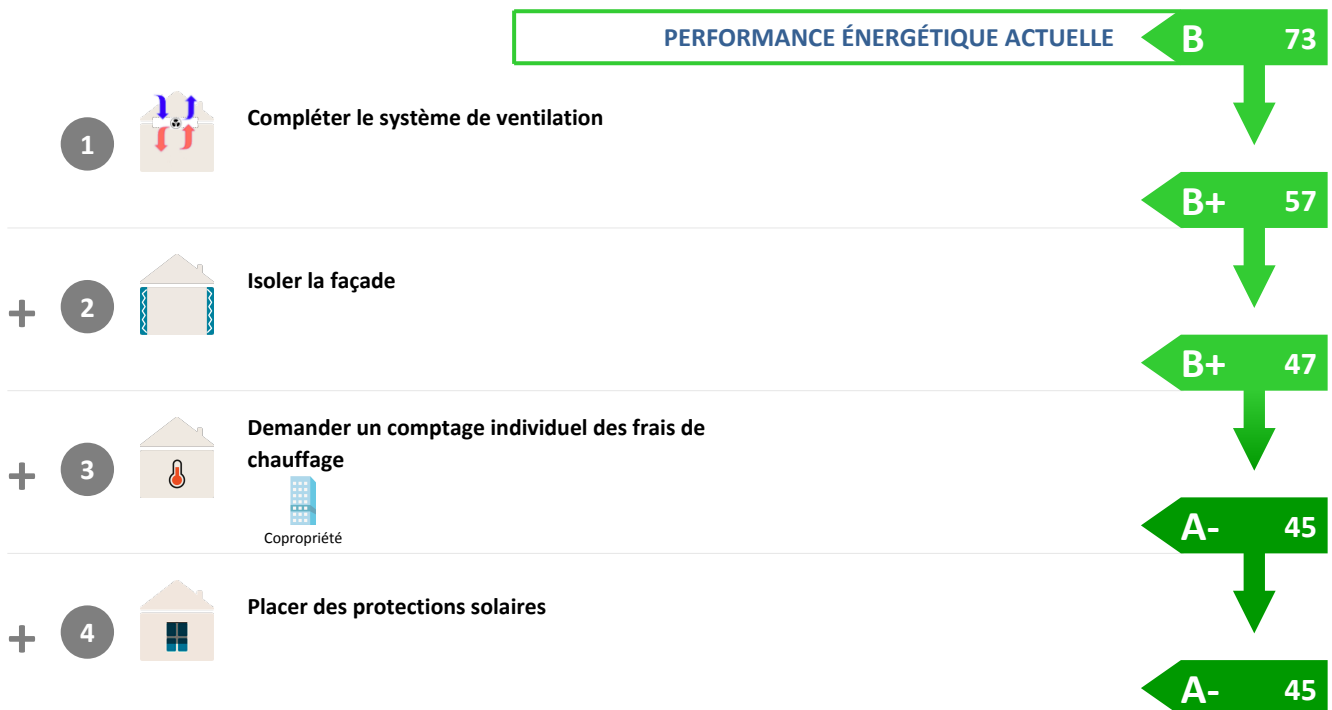 PERFORMANCE ÉNERGÉTIQUE ACTUELLE B 73
1 Compléter le système de ventilation
B+ 57
+ 2 Isoler la façade
B+ 47
+ 3 Demander un comptage individuel des frais de
chauffage
Copropriété
A- 45
+ 4 Placer des protections solaires
A- 45